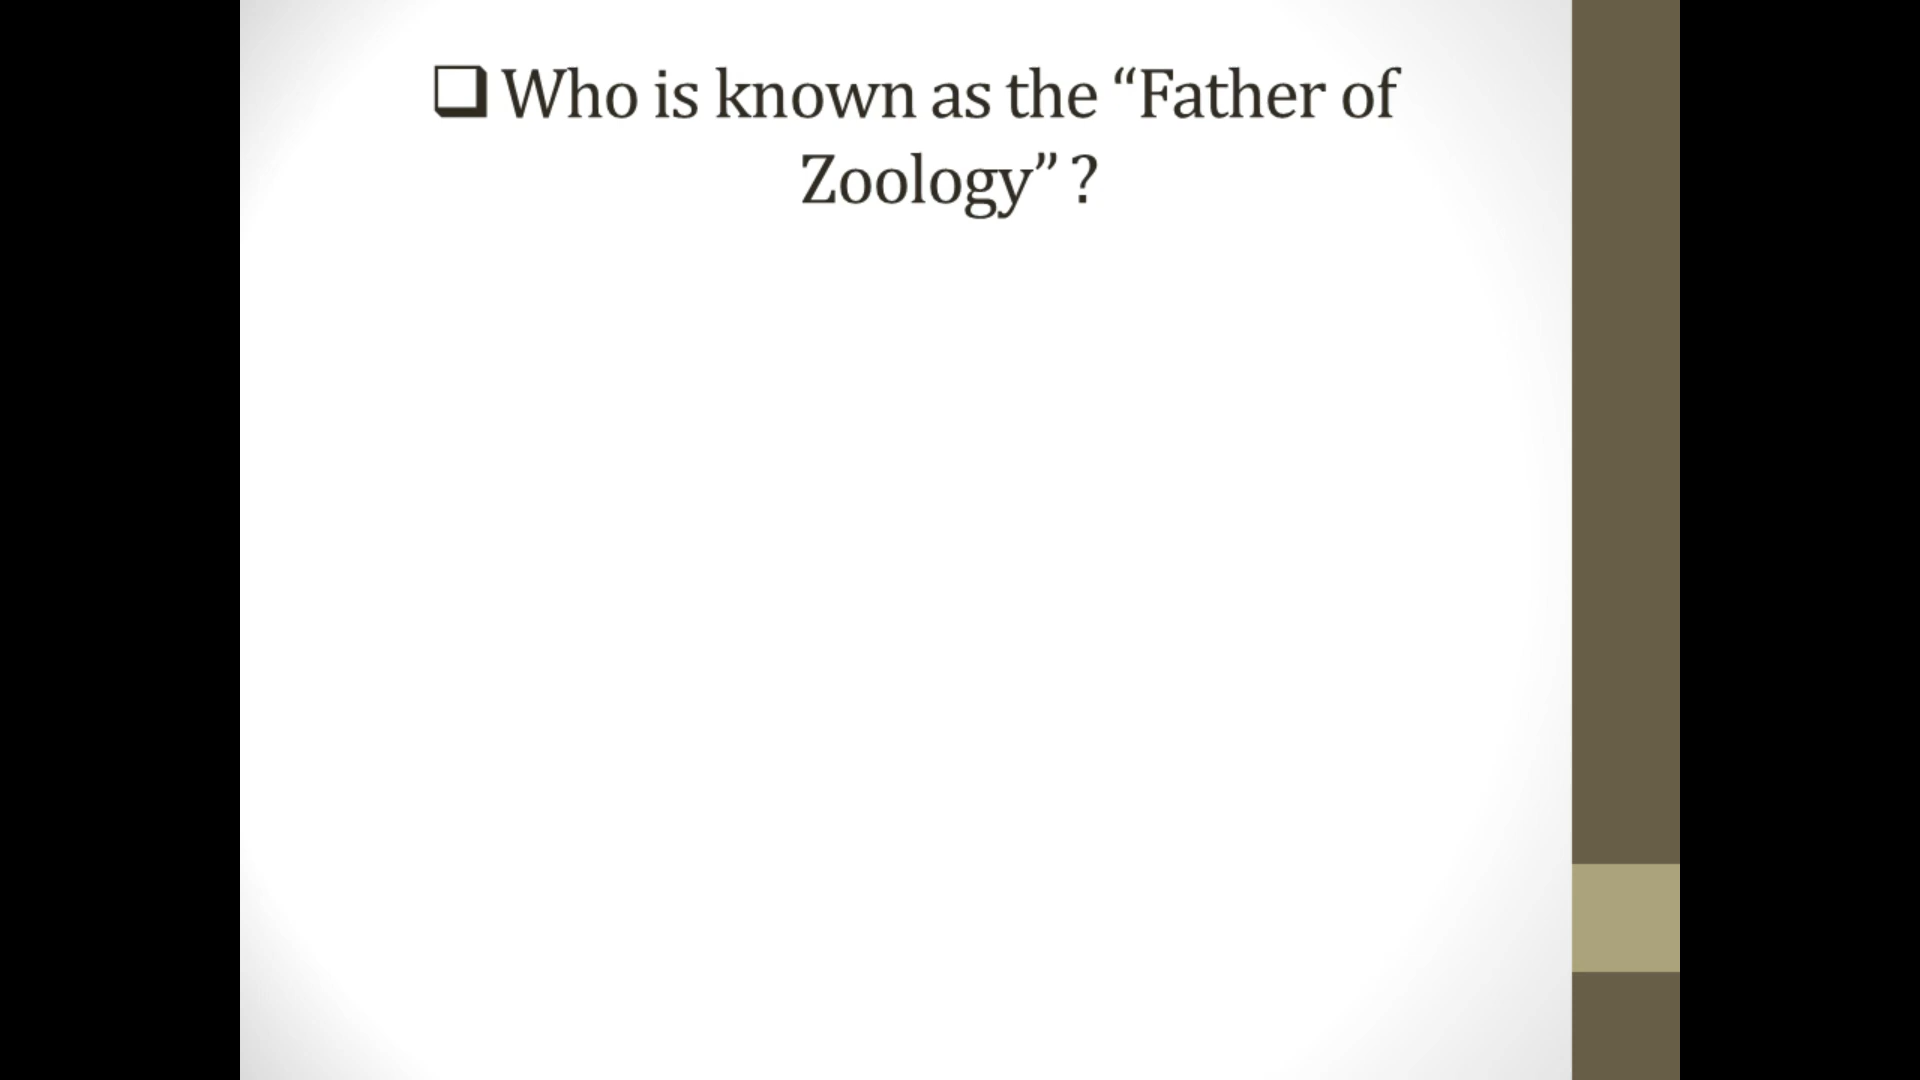 ❑ Who is known as the “Father of
Zoology” ?